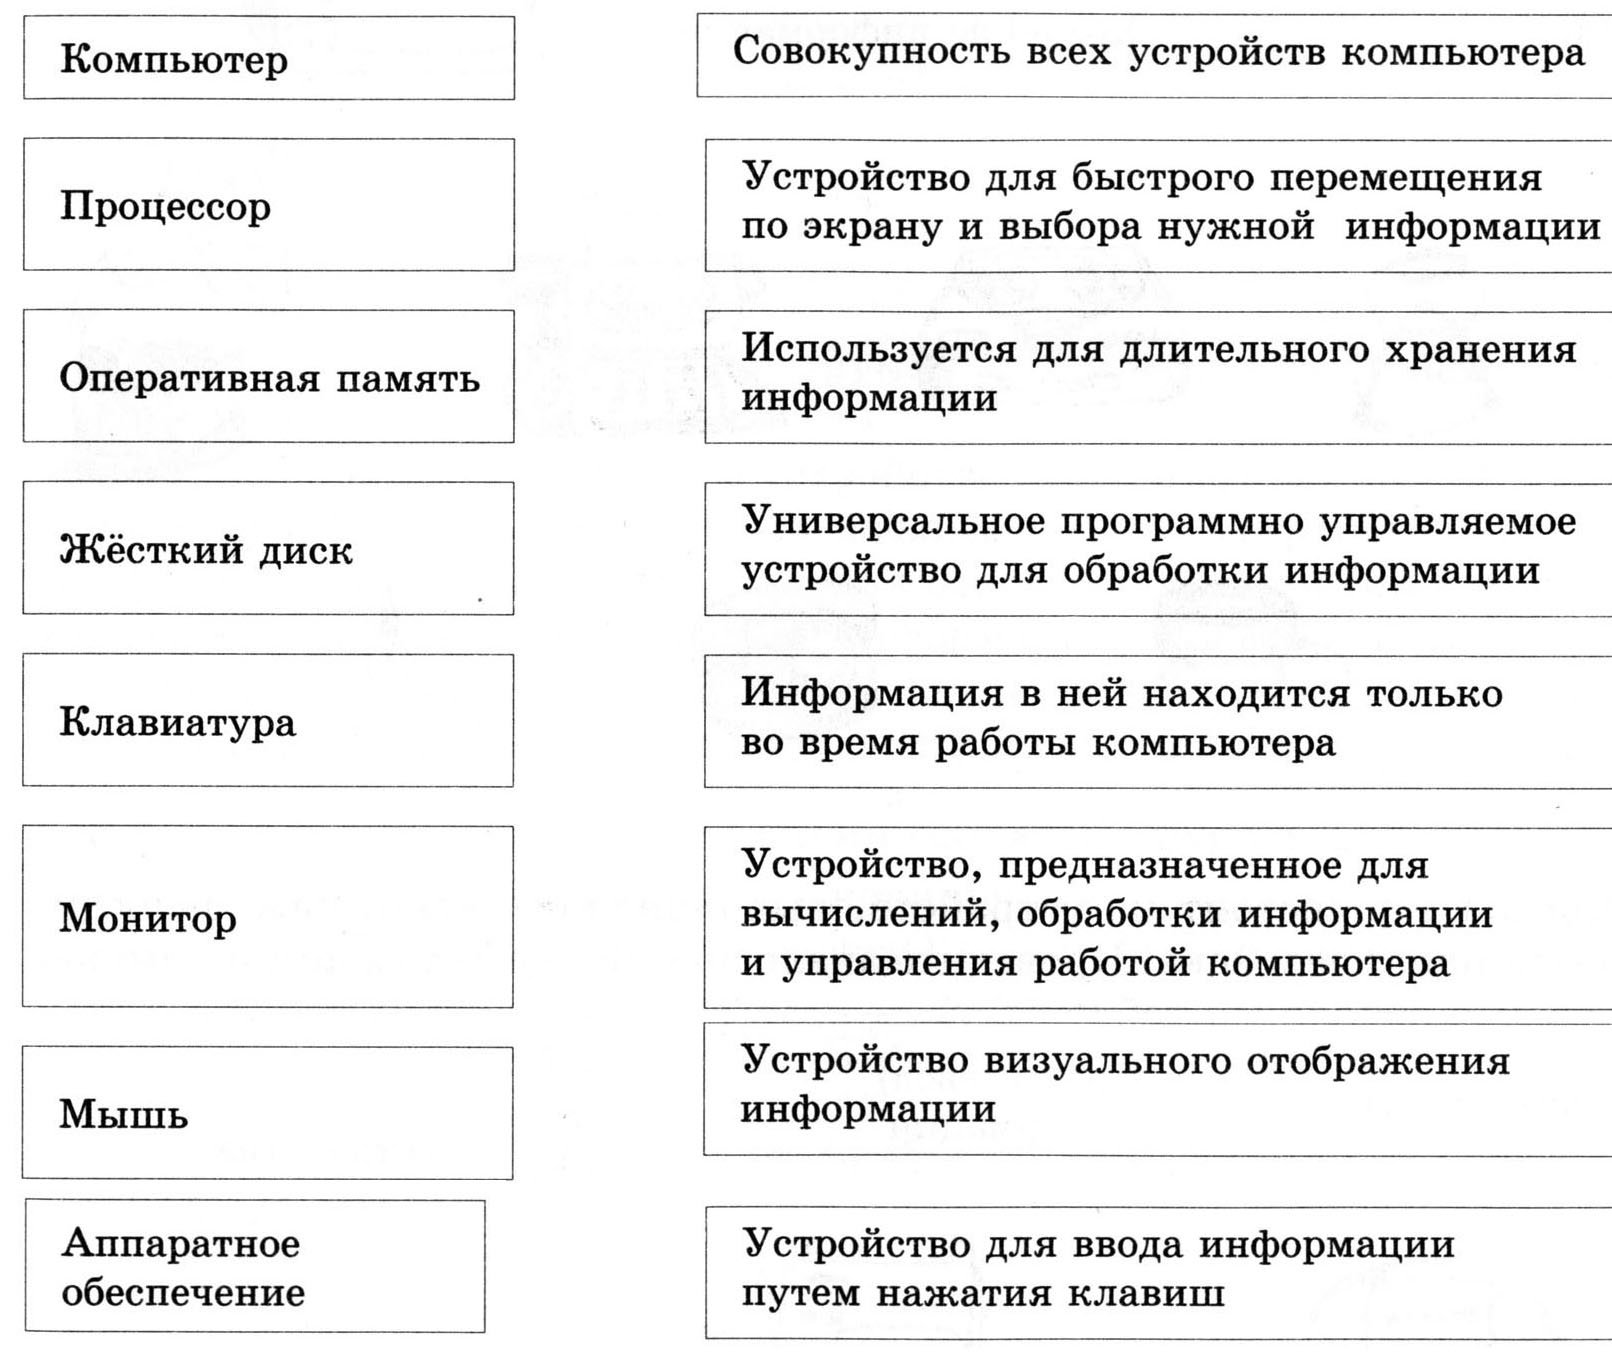 Компьютер
Совокупность всех устройств компьютера
Процессор
Устройство для быстрого перемещения
по экрану и выбора нужной информации
Оперативная память
Используется для длительного хранения
информации
Жёсткий диск
Универсальное программно управляемое
устройство для обработки информации
Клавиатура
Информация в ней находится только
во время работы компьютера
Монитор
Устройство, предназначенное для
вычислений, обработки информации
и управления работой компьютера
Мышь
Устройство визуального отображения
информации
Аппаратное
обеспечение
Устройство для ввода информации
путем нажатия клавиш